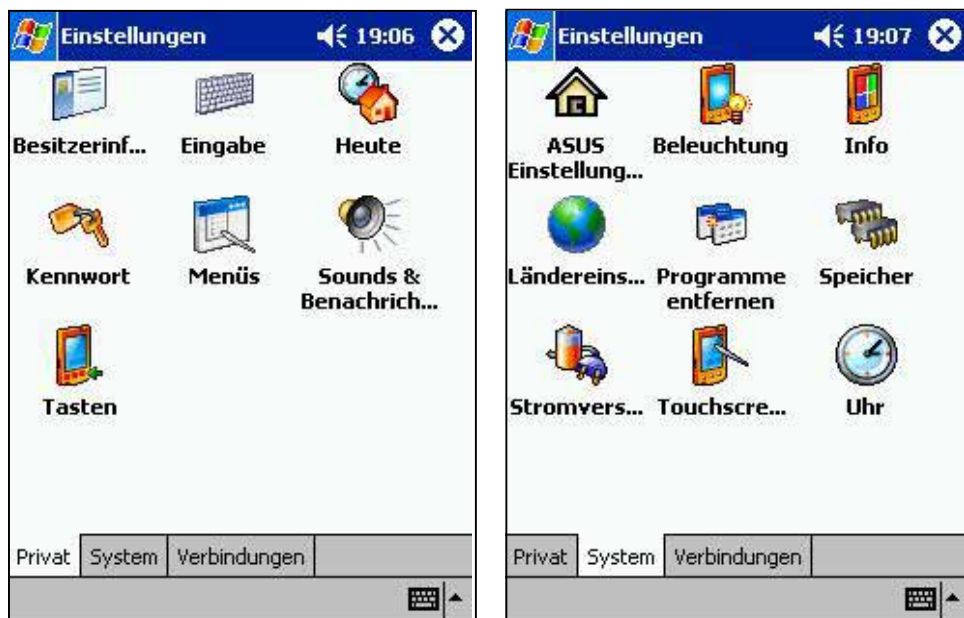 Einstellungen 19:06
Besitzerinf... Eingabe Heute
Kennwort Menüs Sounds &
Benachrich...
Tasten
Privat System Verbindungen
Einstellungen 19:07
ASUS Beleuchtung Info
Einstellung...
Ländereins... Programme Speicher
entfernen
Stromvers... Touchscre... Uhr
Privat System Verbindungen